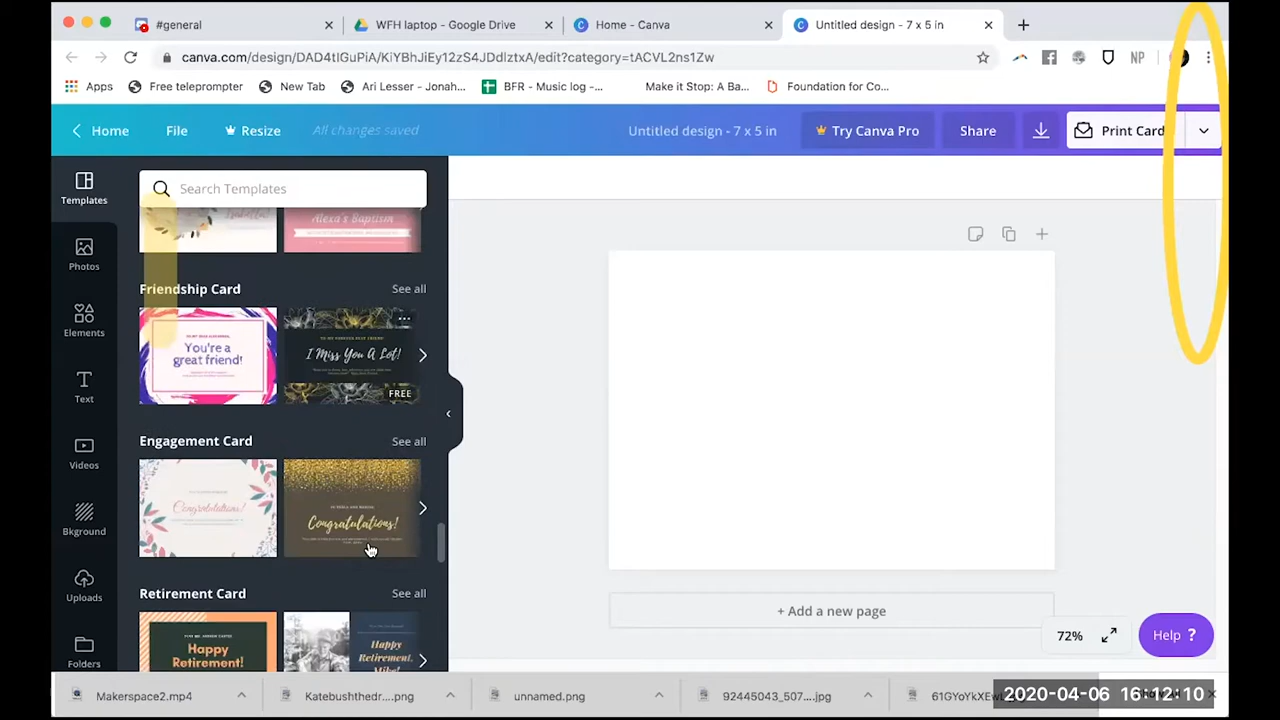 #general
WFH laptop - Google Drive
Home - Canva
Untitled design - 7 x 5 in
canva.com/design/DAD4tIGuPiA/KiYBhJiEy12zS4JDdIztxA/edit?category=tACVL2ns1Zw
NP
Apps
Free teleprompter
New Tab
Ari Lesser - Jonah...
BFR - Music log -...
Make it Stop: A Ba...
Foundation for Co...
Home
File
Resize
All changes saved
Untitled design - 7 x 5 in
Try Canva Pro
Share
Print Card
Templates
Photos
Elements
Text
Videos
Bkground
Uploads
Folders
Search Templates
Alexa's Baptism
Friendship Card
See all
You're a
great friend!
I Miss You A Lot!
FREE
Engagement Card
See all
Congratulations!
Congratulations!
Retirement Card
See all
Happy
Retirement!
Happy
Retirement,
Mike!
+ Add a new page
72%
Help ?
Makerspace2.mp4
Katebushthedr....png
unnamed.png
92445043_507....jpg
2020-04-06 16:12:10